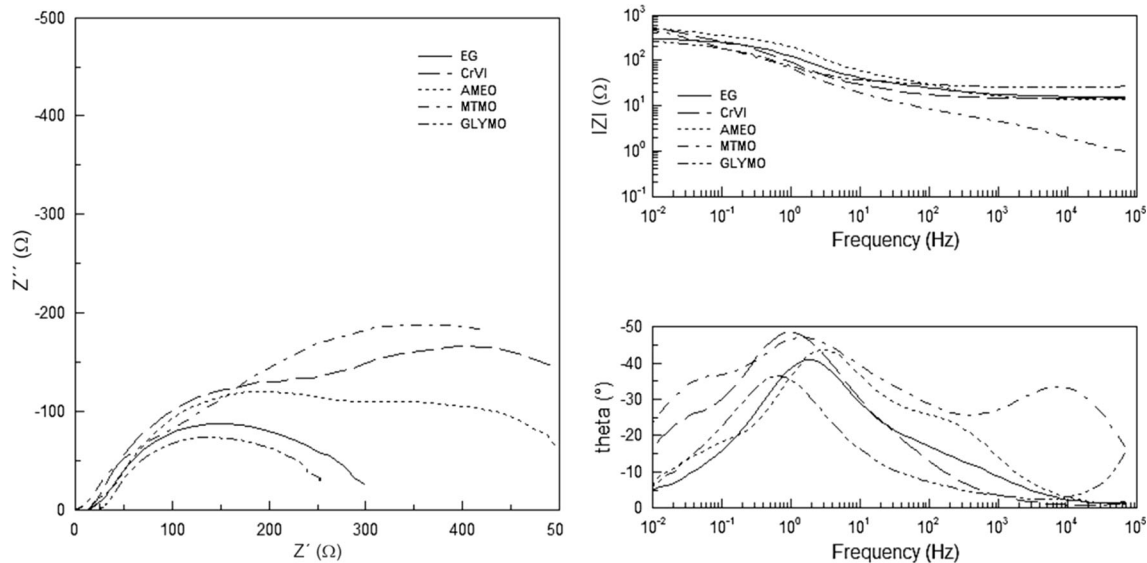 -500
-400
-300
-200
-100
0
0 100 200 300 400 50
Z´´ (Ω)
Z´ (Ω)
EG
CrVI
AMEO
MTMO
GLYMO
10³
10²
10¹
10⁰
10⁻¹
10⁻² 10⁻¹ 10⁰ 10¹ 10² 10³ 10⁴ 10⁵
|Z| (Ω)
Frequency (Hz)
EG
CrVI
AMEO
MTMO
GLYMO
-50
-40
-30
-20
-10
0
10⁻² 10⁻¹ 10⁰ 10¹ 10² 10³ 10⁴ 10⁵
theta (°)
Frequency (Hz)